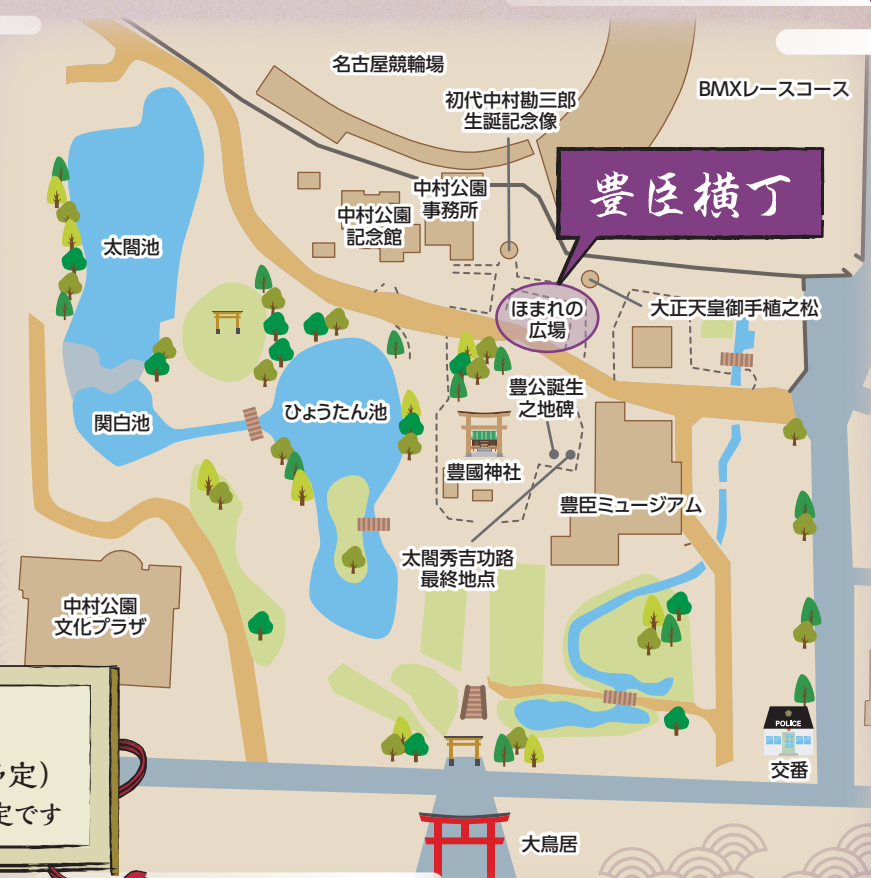 名古屋競輪場
初代中村勘三郎
生誕記念像
BMXレースコース
豊臣横丁
中村公園
事務所
中村公園
記念館
太閤池
ほまれの
広場
大正天皇御手植之松
豊公誕生
之地碑
ひょうたん池
関白池
豊國神社
豊臣ミュージアム
太閤秀吉功路
最終地点
中村公園
文化プラザ
POLICE
交番
定)
定です
大鳥居